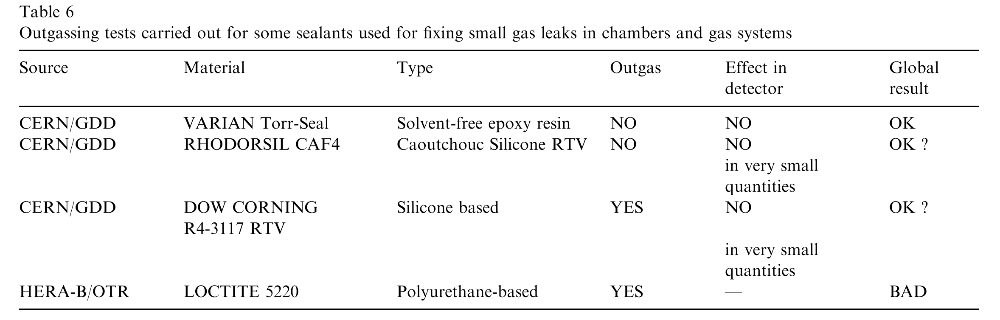 Table 6
Outgassing tests carried out for some sealants used for fixing small gas leaks in chambers and gas systems
Source Material Type Outgas Effect in Global
detector result
CERN/GDD VARIAN Torr-Seal Solvent-free epoxy resin NO NO OK
CERN/GDD RHODORSIL CAF4 Caoutchouc Silicone RTV NO NO OK ?
in very small
quantities
CERN/GDD DOW CORNING Silicone based YES NO OK ?
R4-3117 RTV
in very small
quantities
HERA-B/OTR LOCTITE 5220 Polyurethane-based YES — BAD